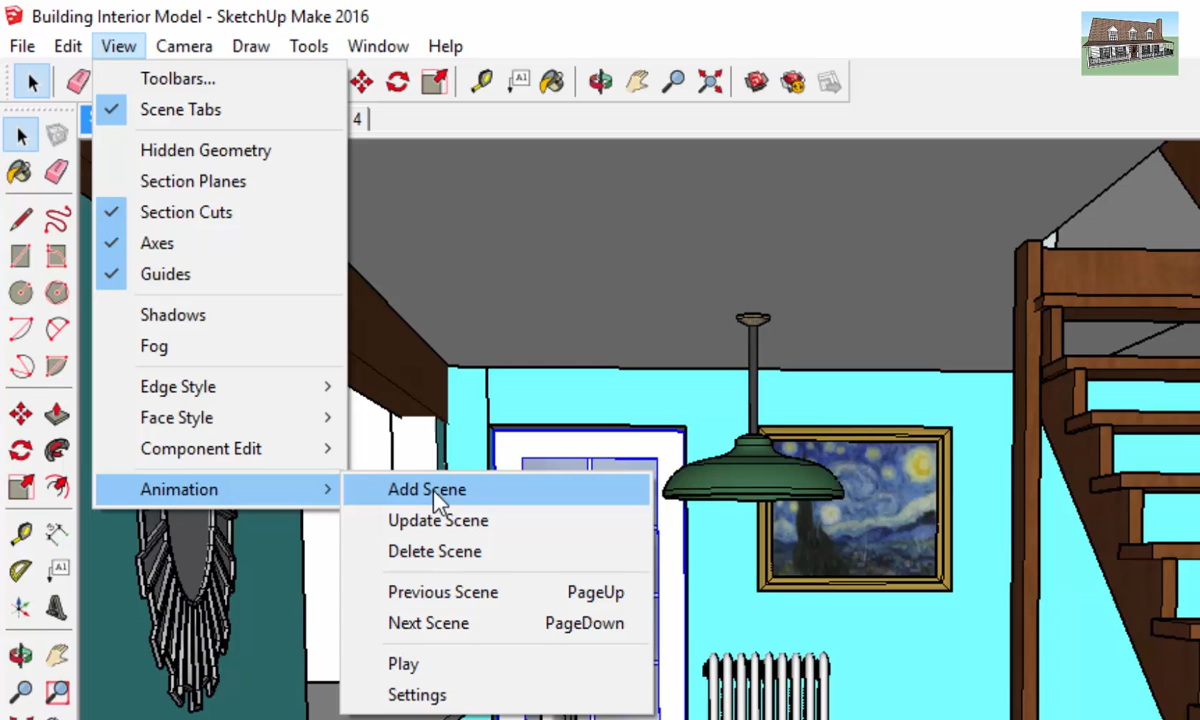 Building Interior Model - SketchUp Make 2016
File Edit View Camera Draw Tools Window Help
Toolbars...
Scene Tabs
4
Hidden Geometry
Section Planes
Section Cuts
Axes
Guides
Shadows
Fog
Edge Style
Face Style
Component Edit
Animation
Add Scene
Update Scene
Delete Scene
Previous Scene PageUp
Next Scene PageDown
Play
Settings
A1
A1